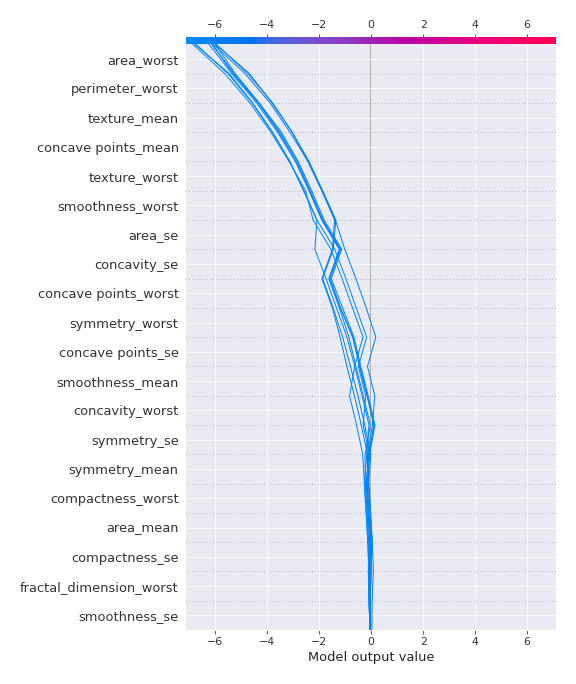 −6 −4 −2 0 2 4 6
area_worst
perimeter_worst
texture_mean
concave points_mean
texture_worst
smoothness_worst
area_se
concavity_se
concave points_worst
symmetry_worst
concave points_se
smoothness_mean
concavity_worst
symmetry_se
symmetry_mean
compactness_worst
area_mean
compactness_se
fractal_dimension_worst
smoothness_se
−6 −4 −2 0 2 4 6
Model output value